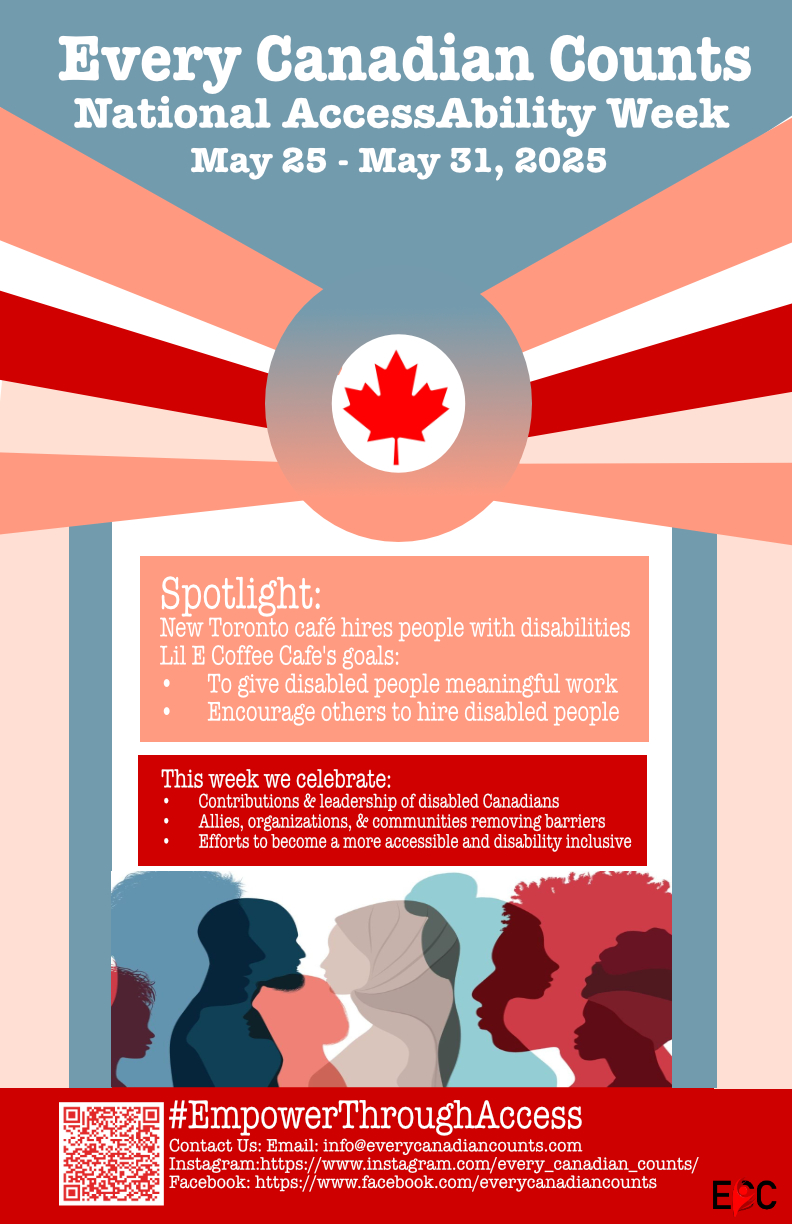 Every Canadian Counts
National AccessAbility Week
May 25 - May 31, 2025
Spotlight:
New Toronto café hires people with disabilities
Lil E Coffee Cafe's goals:
• To give disabled people meaningful work
• Encourage others to hire disabled people
This week we celebrate:
• Contributions & leadership of disabled Canadians
• Allies, organizations, & communities removing barriers
• Efforts to become a more accessible and disability inclusive
#EmpowerThroughAccess
Contact Us: Email: info@everycanadiancounts.com
Instagram:https://www.instagram.com/every_canadian_counts/
Facebook: https://www.facebook.com/everycanadiancounts